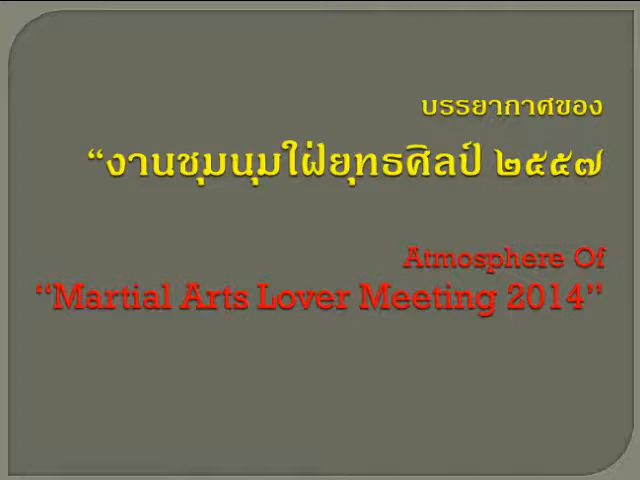 บรรยากาศของ
“งานชุมนุมใฝ่ยุทธศิลป์ ๒๕๕๗
Atmosphere Of
“Martial Arts Lover Meeting 2014”